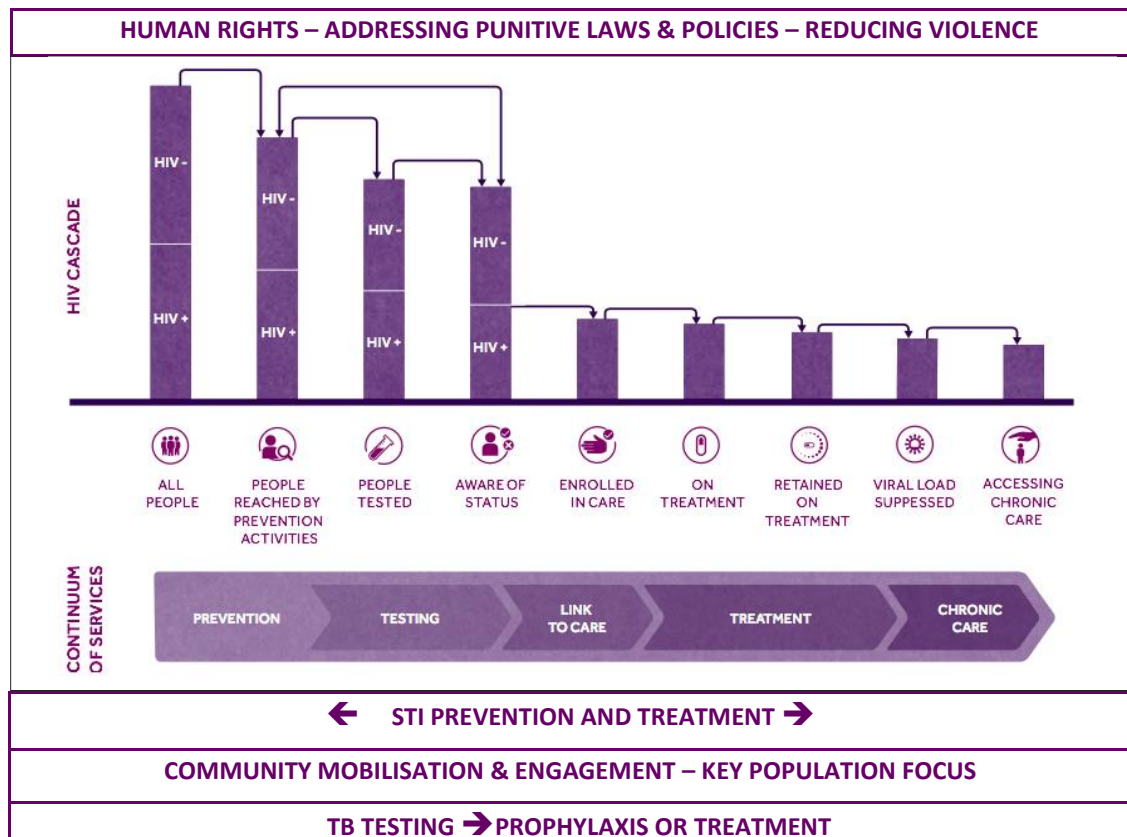 HUMAN RIGHTS – ADDRESSING PUNITIVE LAWS & POLICIES – REDUCING VIOLENCE
HIV CASCADE
HIV -
HIV +
HIV -
HIV +
HIV -
HIV +
HIV -
HIV +
ALL
PEOPLE
PEOPLE
REACHED BY
PREVENTION
ACTIVITIES
PEOPLE
TESTED
AWARE OF
STATUS
ENROLLED
IN CARE
ON
TREATMENT
RETAINED
ON
TREATMENT
VIRAL LOAD
SUPPESSED
ACCESSING
CHRONIC
CARE
CONTINUUM
OF SERVICES
PREVENTION
TESTING
LINK
TO CARE
TREATMENT
CHRONIC
CARE
← STI PREVENTION AND TREATMENT →
COMMUNITY MOBILISATION & ENGAGEMENT – KEY POPULATION FOCUS
TB TESTING → PROPHYLAXIS OR TREATMENT